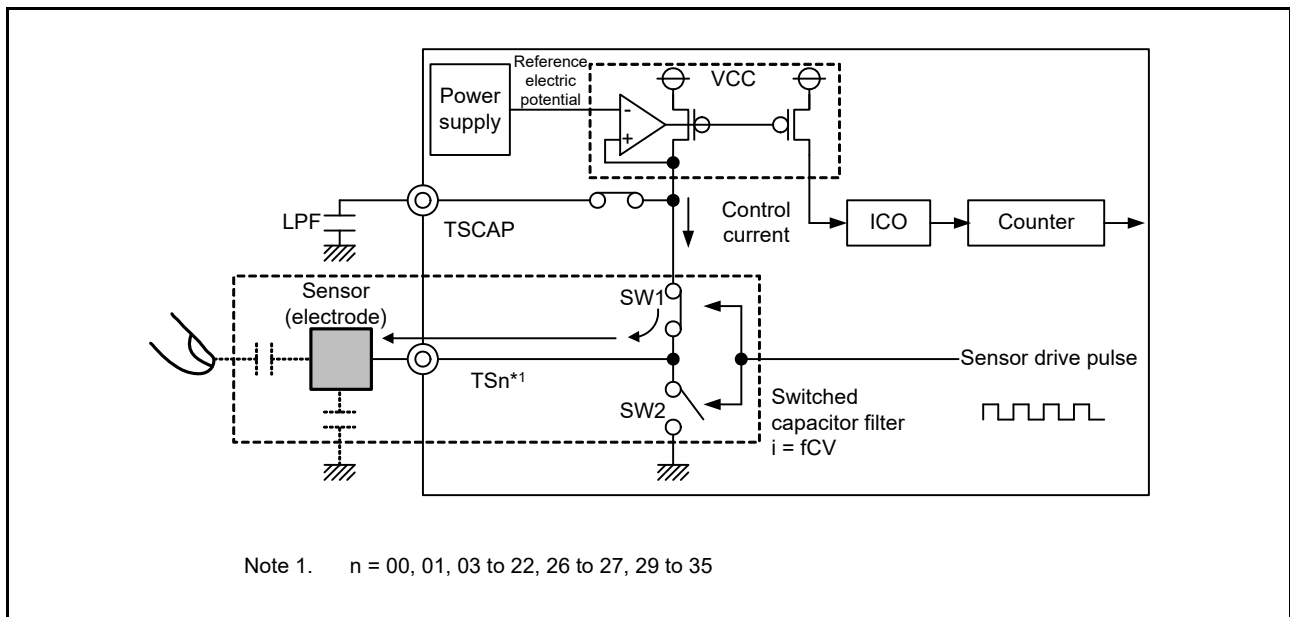 Reference
electric
potential
VCC
Power
supply
-
+
LPF
TSCAP
Control
current
ICO
Counter
Sensor
(electrode)
SW1
TSn*1
Sensor drive pulse
SW2
Switched
capacitor filter
i = fCV
Note 1. n = 00, 01, 03 to 22, 26 to 27, 29 to 35